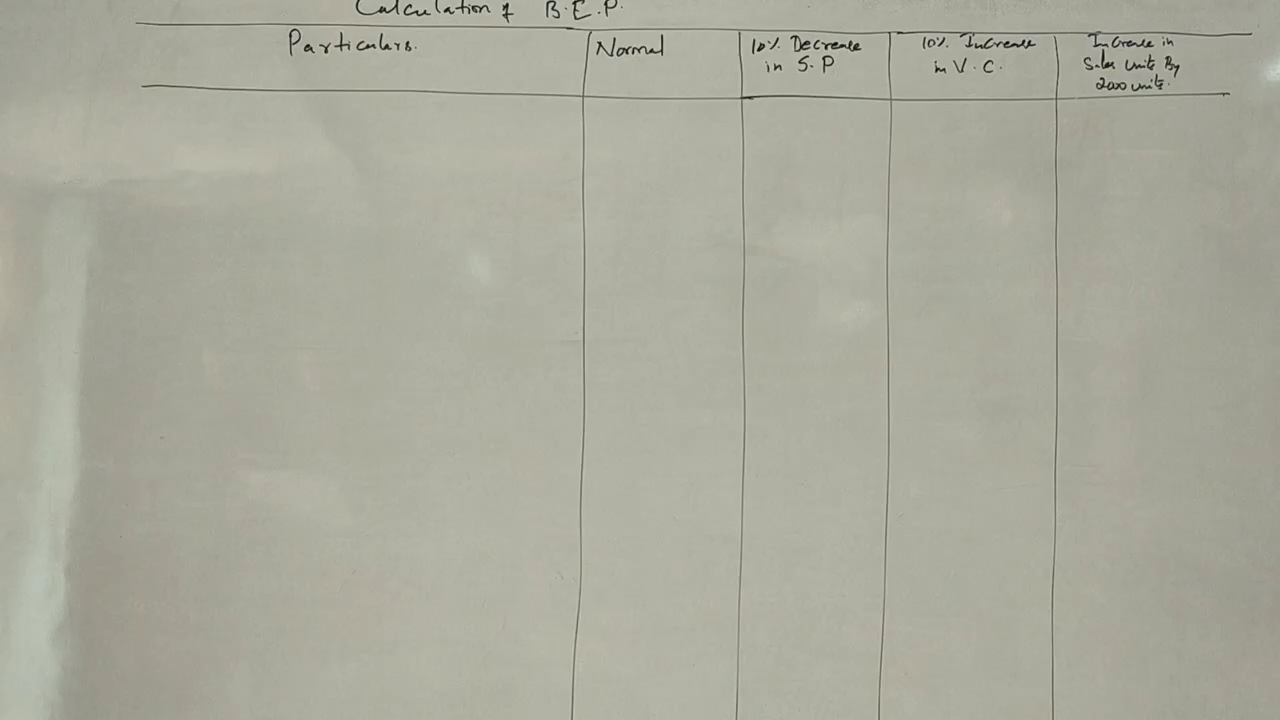 Calculation of B.E.P.
Particulars.
Normal
10% Decrease
in S.P
10% Increase
in V.C.
Increase in
Sales Units By
2000 units.